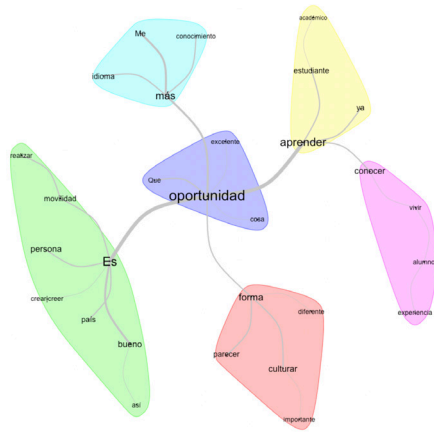 académico
Me
conocimiento
estudiante
idioma
más
ya
excelente
aprender
realizar
conocer
Que
oportunidad
movilidad
vivir
cosa
persona
Es
alumno
crear|creer
forma
experiencia
país
diferente
bueno
parecer
culturar
así
importante